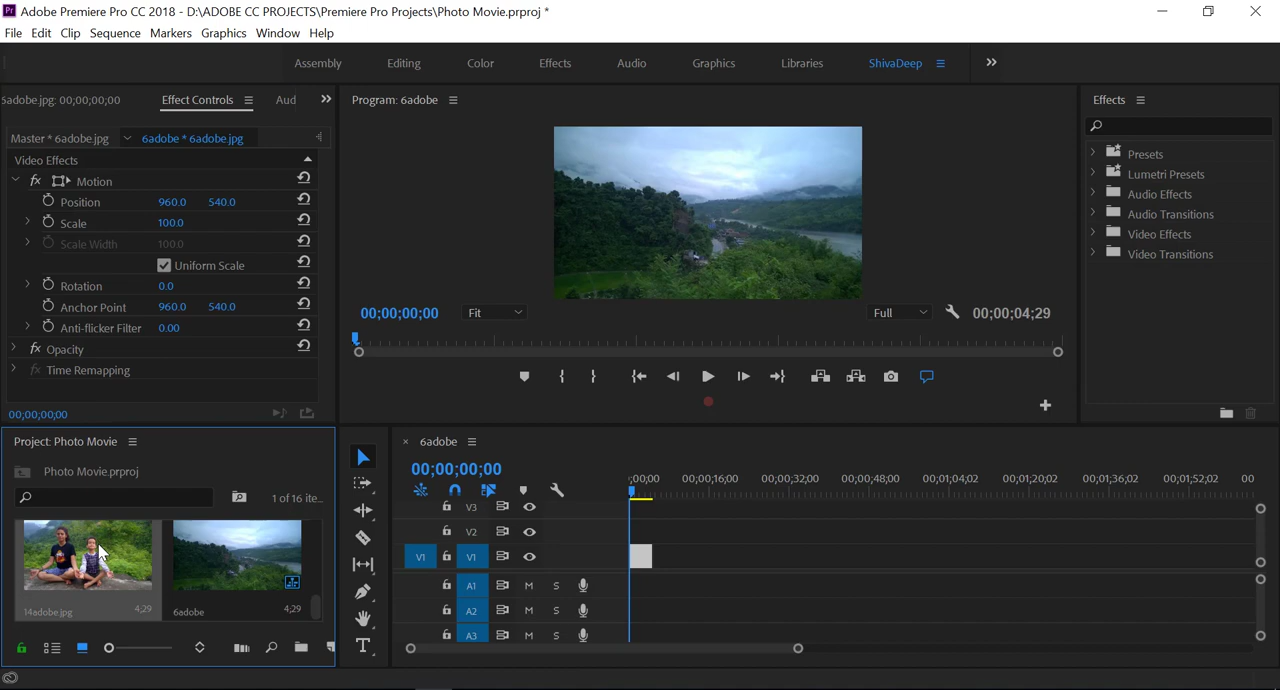 Pr Adobe Premiere Pro CC 2018 - D:\ADOBE CC PROJECTS\Premiere Pro Projects\Photo Movie.prproj *
File Edit Clip Sequence Markers Graphics Window Help
Assembly Editing Color Effects Audio Graphics Libraries ShivaDeep
6adobe.jpg: 00;00;00;00 Effect Controls Aud
Program: 6adobe
Effects
Master * 6adobe.jpg 6adobe * 6adobe.jpg
Video Effects
fx Motion
Position 960.0 540.0
Scale 100.0
Scale Width 100.0
Uniform Scale
Rotation 0.0
Anchor Point 960.0 540.0
Anti-flicker Filter 0.00
fx Opacity
fx Time Remapping
00;00;00;00
00;00;00;00 Fit Full 00;00;04;29
Presets
Lumetri Presets
Audio Effects
Audio Transitions
Video Effects
Video Transitions
Project: Photo Movie
Photo Movie.prproj
1 of 16 ite...
14adobe.jpg 4;29
6adobe 4;29
T
6adobe
00;00;00;00
;00;00 00;00;16;00 00;00;32;00 00;00;48;00 00;01;04;02 00;01;20;02 00;01;36;02 00;01;52;02 00
V3
V2
V1 V1
A1 M S
A2 M S
A3 M S